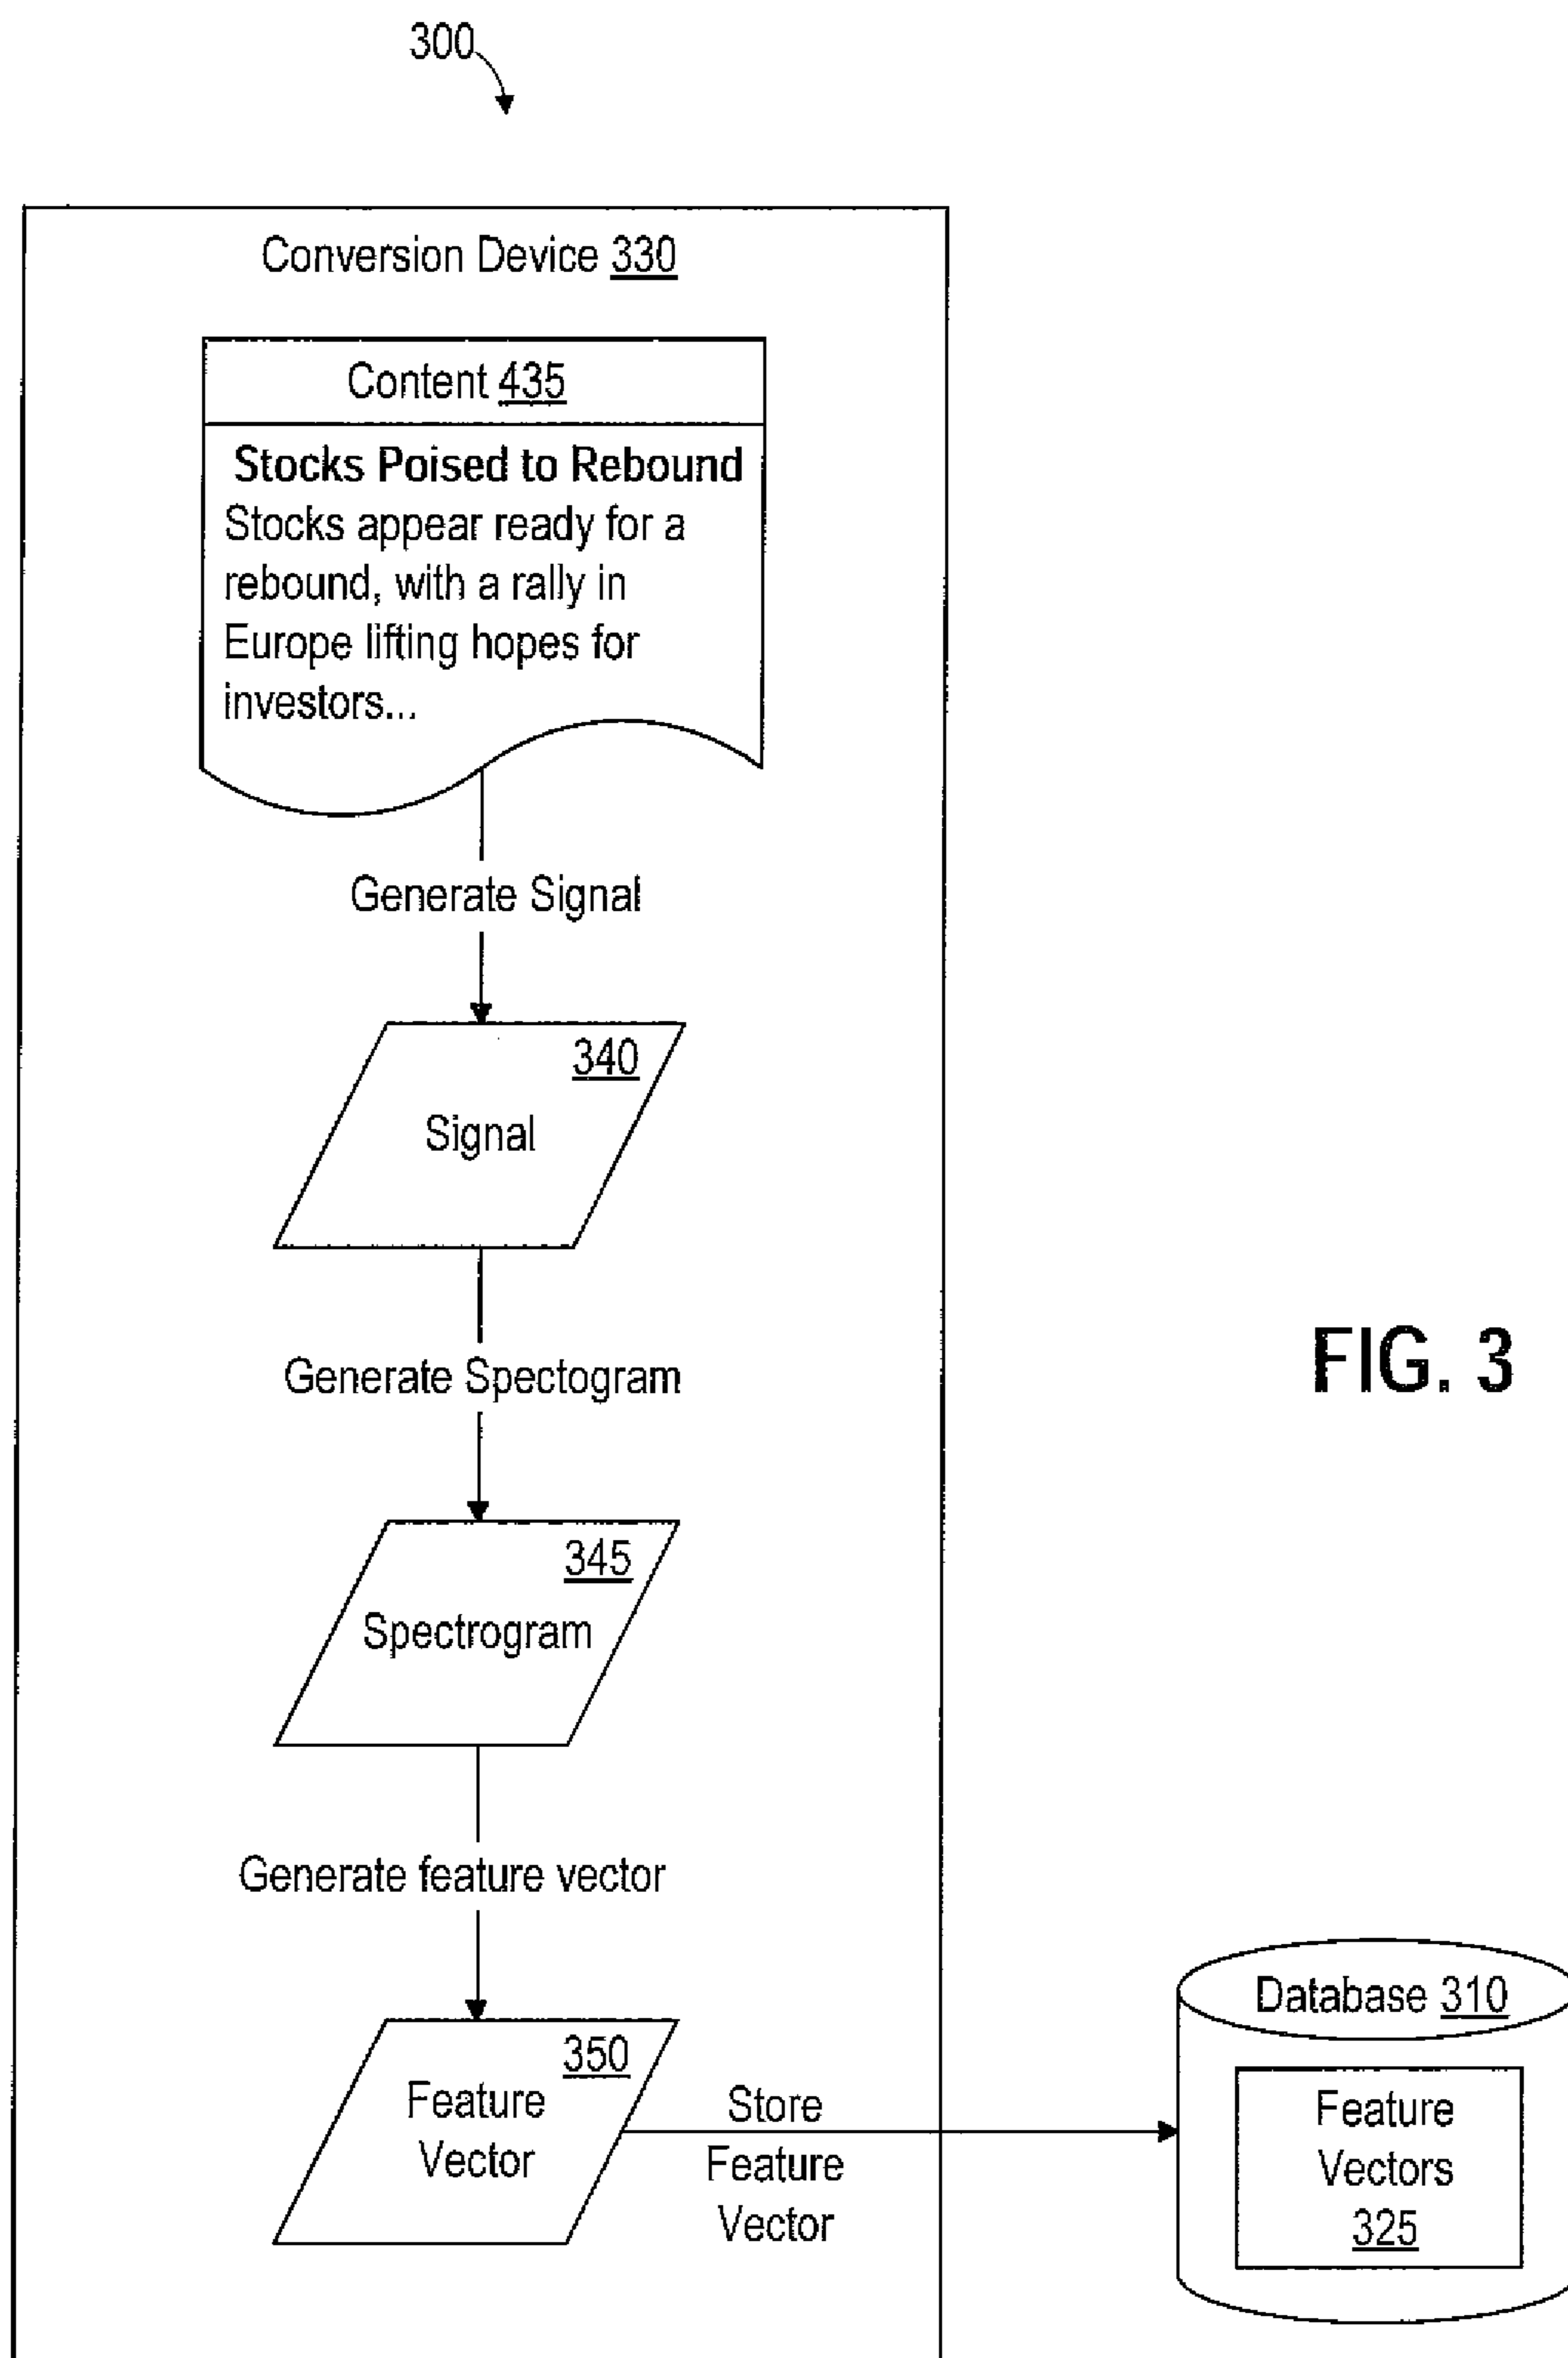 300
Conversion Device 330
Content 435
Stocks Poised to Rebound
Stocks appear ready for a
rebound, with a rally in
Europe lifting hopes for
investors...
Generate Signal
340
Signal
Generate Spectogram
345
Spectrogram
Generate feature vector
350
Feature
Vector
Store
Feature
Vector
Database 310
Feature
Vectors
325
FIG. 3